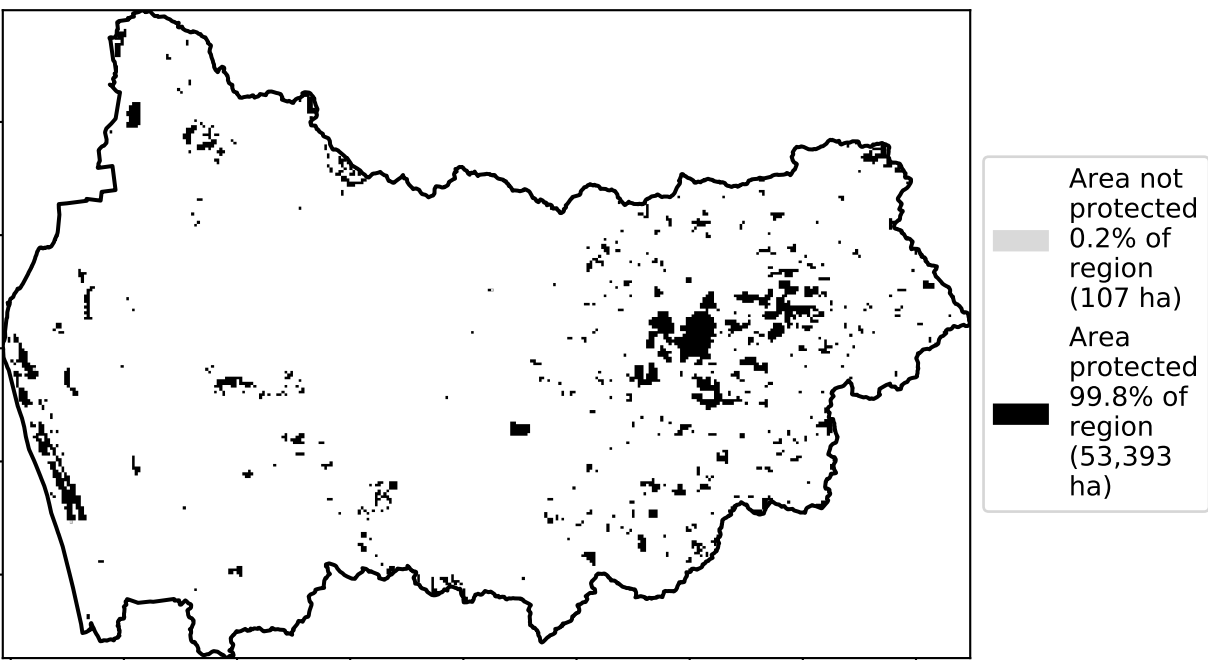 Area not
protected
0.2% of
region
(107 ha)
Area
protected
99.8% of
region
(53,393
ha)